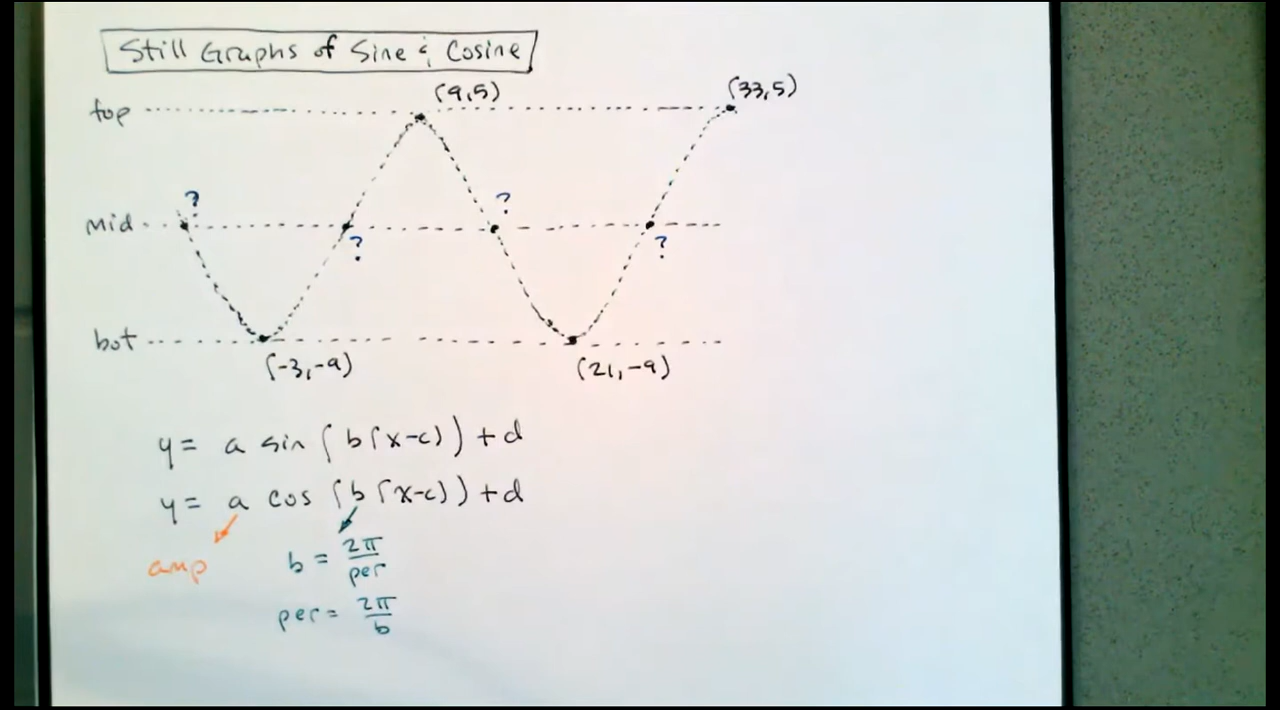 Still Graphs of Sine & Cosine
(9,5)
(33,5)
top
?
?
mid
?
?
bot
(-3,-9)
(21,-9)
y = a sin (b(x-c)) + d
y = a cos (b(x-c)) + d
amp
b = 2π/per
per = 2π/b